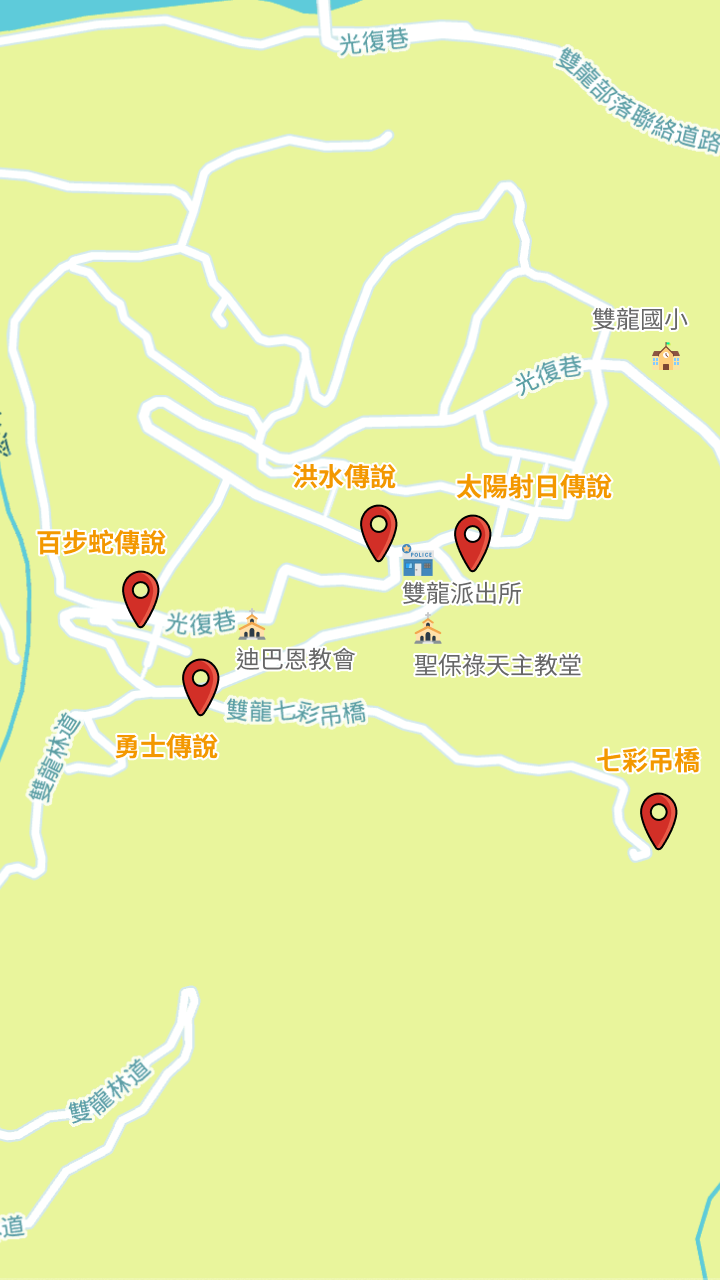 光復巷
雙龍部落聯絡道路
雙龍國小
光復巷
洪水傳說
太陽射日傳說
百步蛇傳說
POLICE
雙龍派出所
光復巷
迪巴恩教會
聖保祿天主教堂
雙龍七彩吊橋
雙龍林道
勇士傳說
七彩吊橋
雙龍林道
道